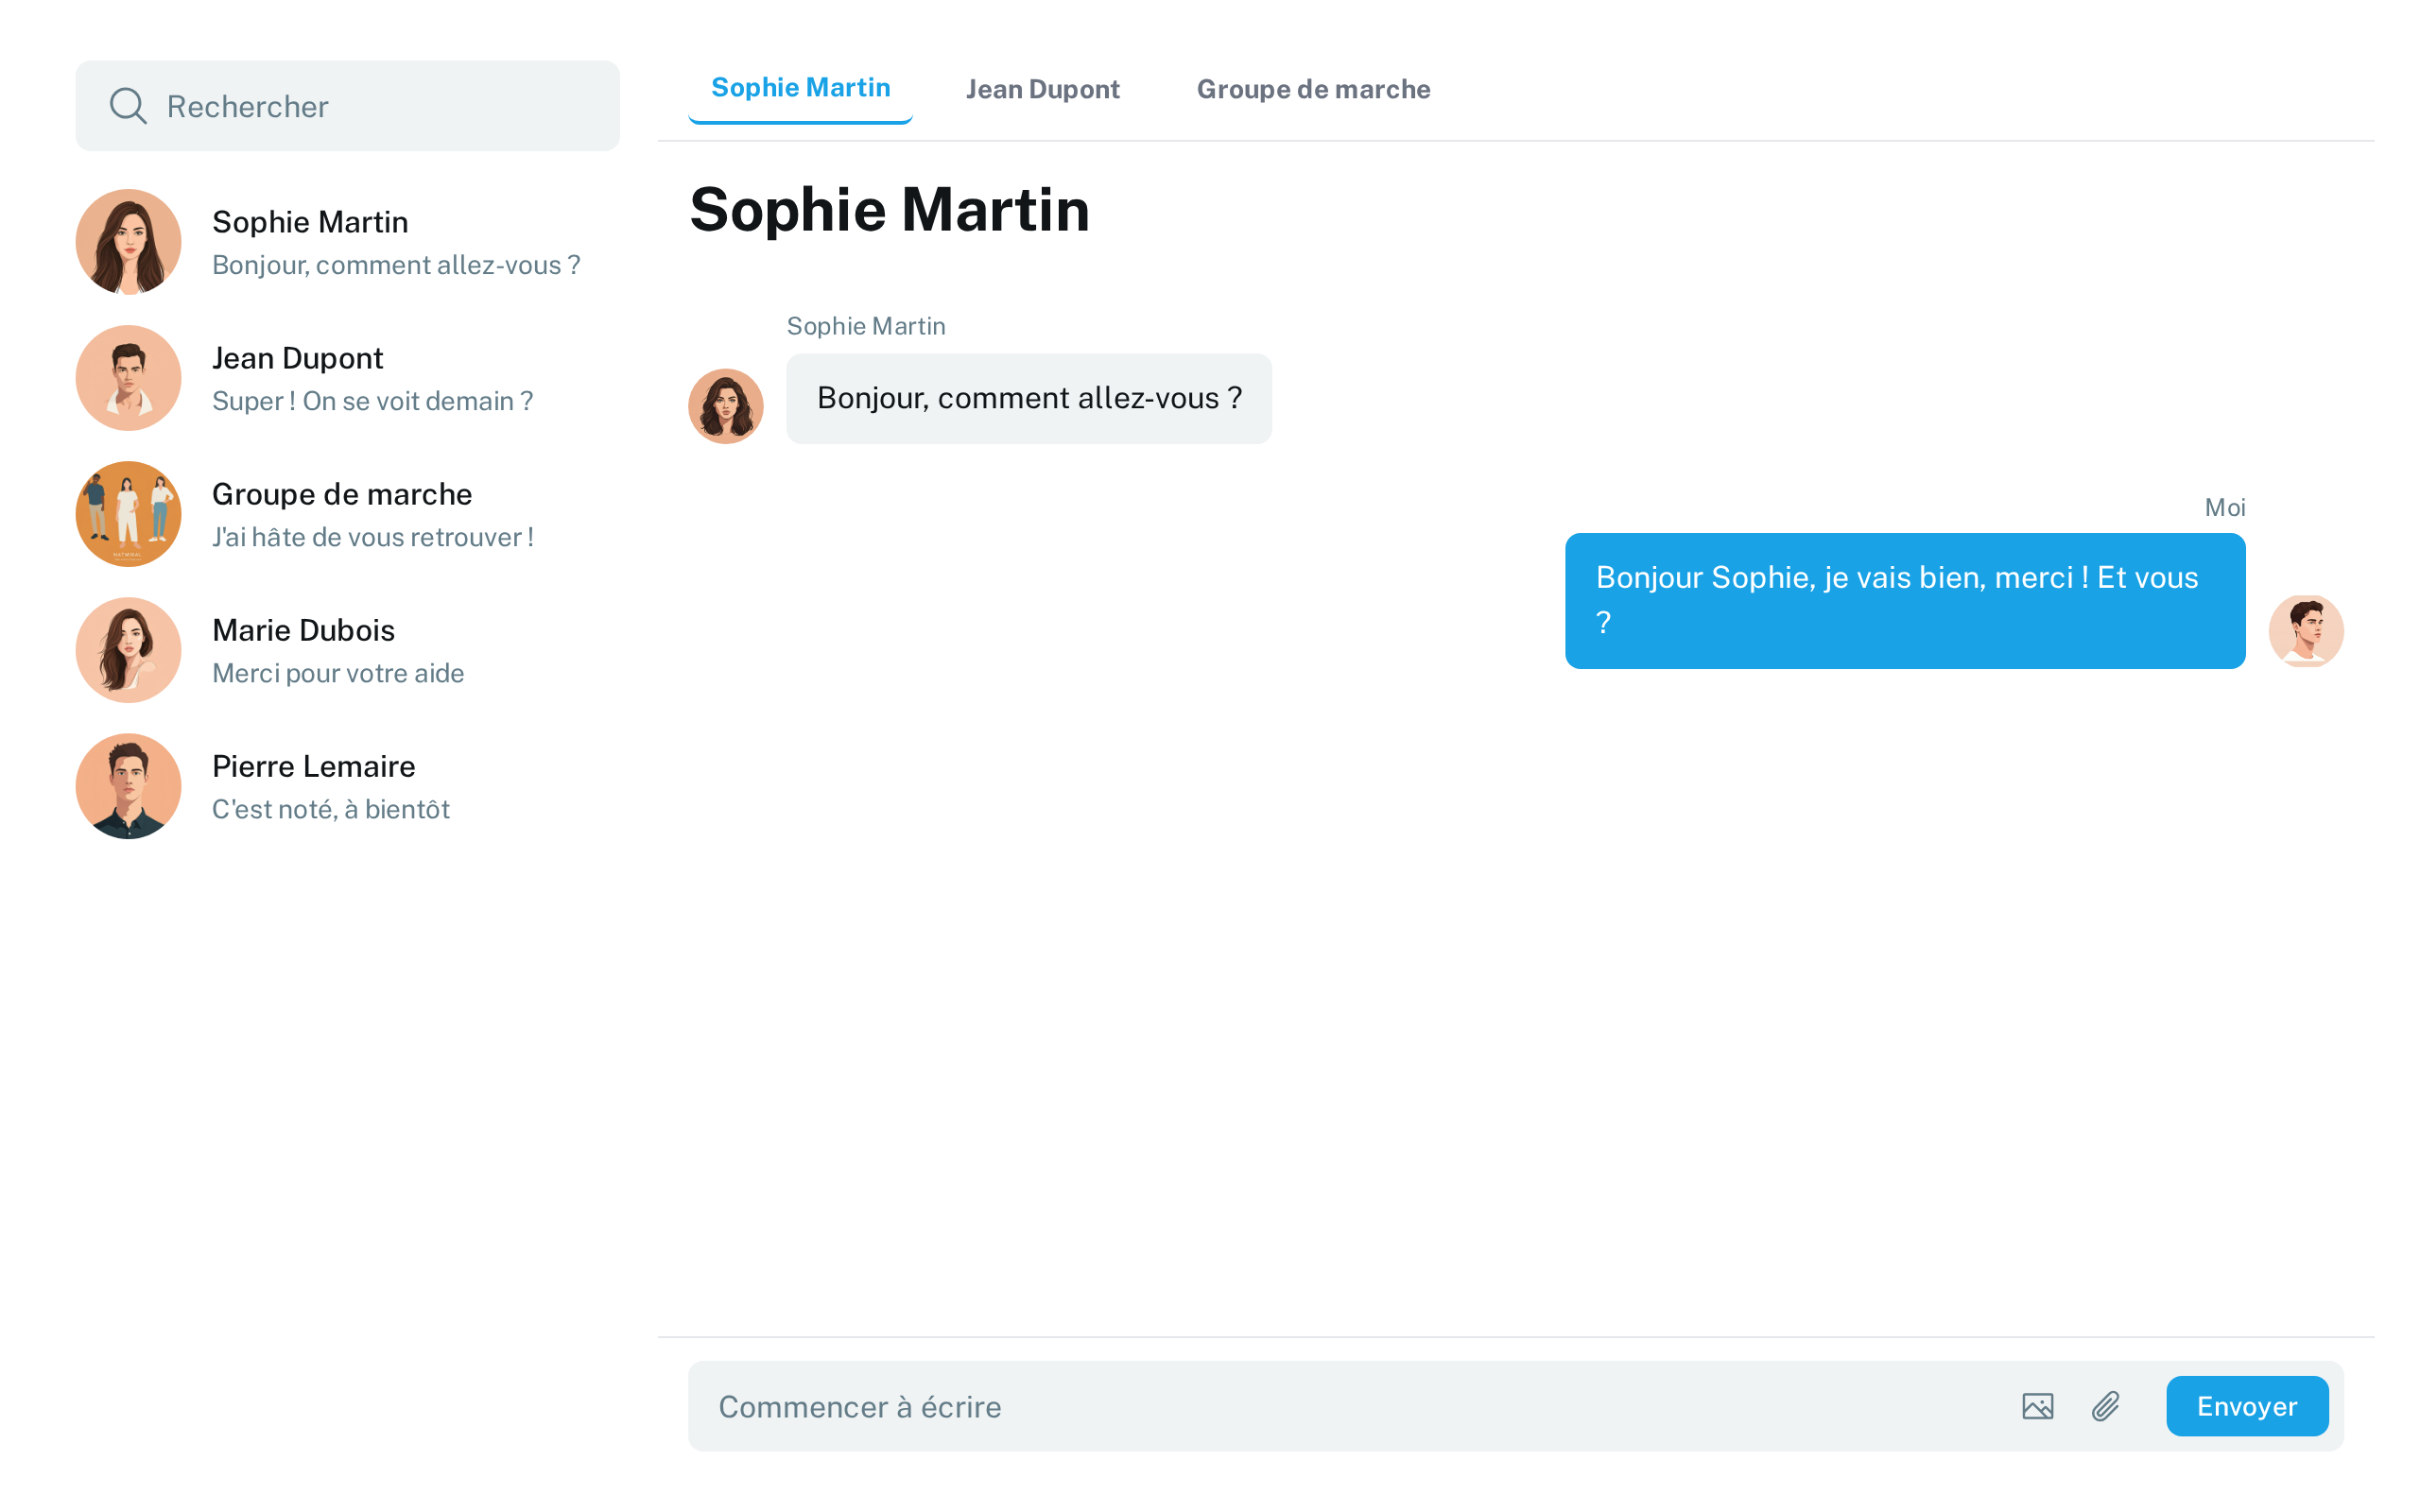 Rechercher
Sophie Martin
Bonjour, comment allez-vous ?
Jean Dupont
Super ! On se voit demain ?
Groupe de marche
J'ai hâte de vous retrouver !
Marie Dubois
Merci pour votre aide
Pierre Lemaire
C'est noté, à bientôt
Sophie Martin
Jean Dupont
Groupe de marche
Sophie Martin
Sophie Martin
Bonjour, comment allez-vous ?
Moi
Bonjour Sophie, je vais bien, merci ! Et vous
?
Commencer à écrire
Envoyer